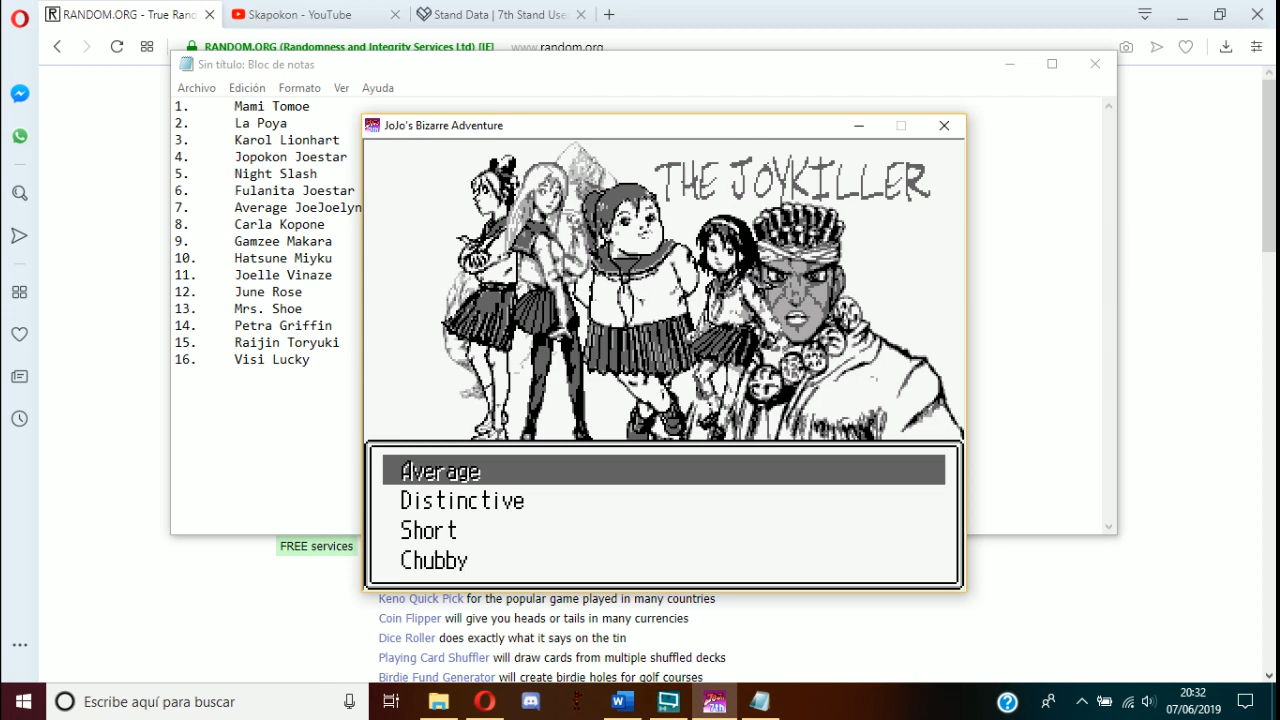 RANDOM.ORG - True Ran
Skapokon - YouTube
Stand Data | 7th Stand Use
RANDOM.ORG (Randomness and Integrity Services Ltd) [IE] www.random.org
Sin título: Bloc de notas
Archivo Edición Formato Ver Ayuda
1. Mami Tomoe
2. La Poya
3. Karol Lionhart
4. Jopokon Joestar
5. Night Slash
6. Fulanita Joestar
7. Average JoeJoelyn
8. Carla Kopone
9. Gamzee Makara
10. Hatsune Miyku
11. Joelle Vinaze
12. June Rose
13. Mrs. Shoe
14. Petra Griffin
15. Raijin Toryuki
16. Visi Lucky
JoJo's Bizarre Adventure
THE JOYKILLER
Average
Distinctive
Short
Chubby
FREE services
Keno Quick Pick for the popular game played in many countries
Coin Flipper will give you heads or tails in many currencies
Dice Roller does exactly what it says on the tin
Playing Card Shuffler will draw cards from multiple shuffled decks
Birdie Fund Generator will create birdie holes for golf courses
Escribe aquí para buscar
20:32
07/06/2019